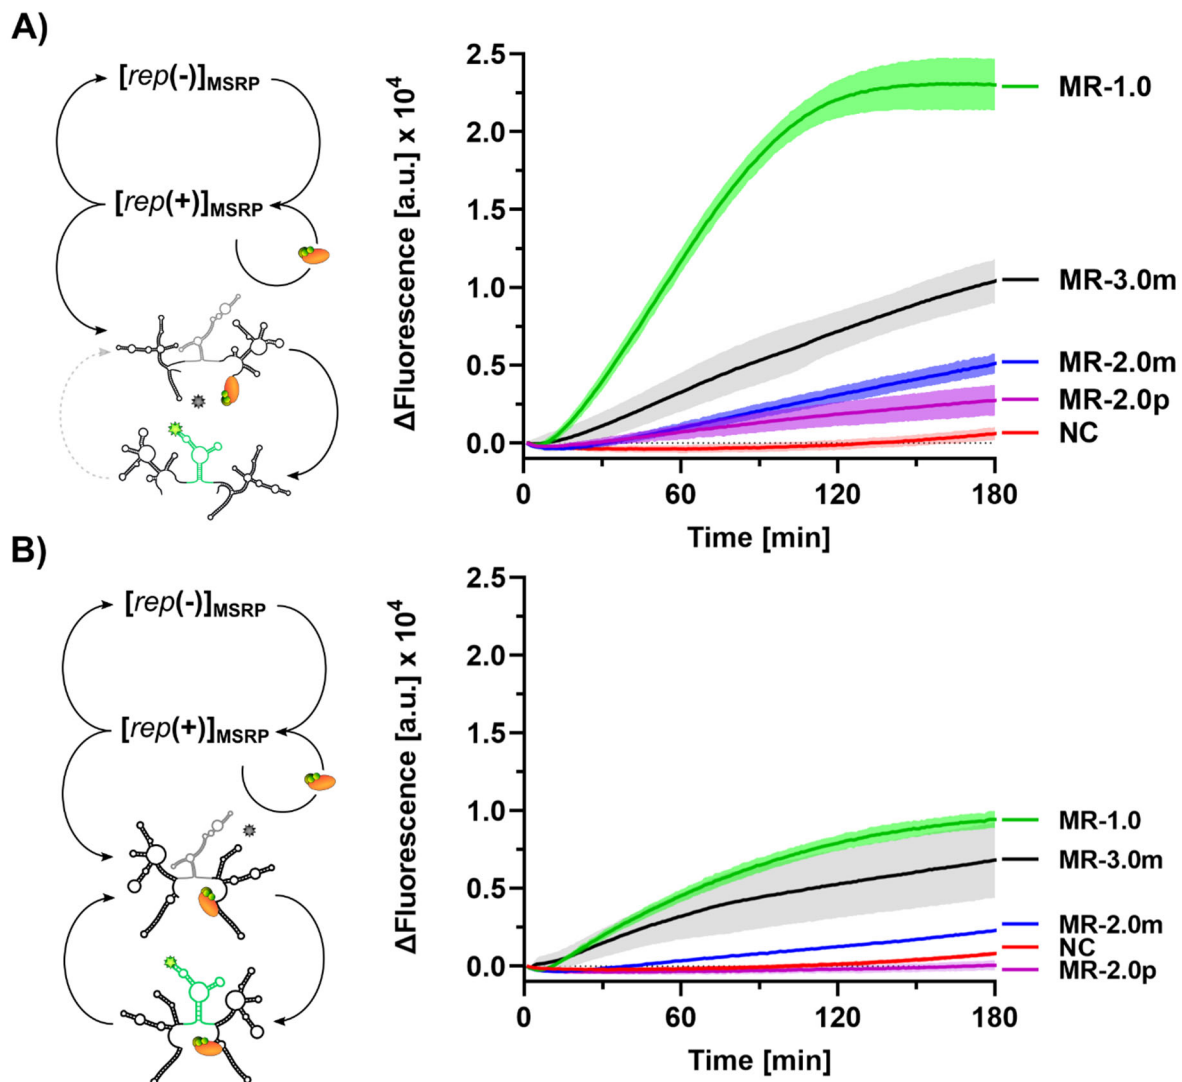 A)
[rep(-)]MSRP
[rep(+)]MSRP
ΔFluorescence [a.u.] x 10⁴
2.5
2.0
1.5
1.0
0.5
0.0
0 60 120 180
Time [min]
MR-1.0
MR-3.0m
MR-2.0m
MR-2.0p
NC
B)
[rep(-)]MSRP
[rep(+)]MSRP
ΔFluorescence [a.u.] x 10⁴
2.5
2.0
1.5
1.0
0.5
0.0
0 60 120 180
Time [min]
MR-1.0
MR-3.0m
MR-2.0m
NC
MR-2.0p